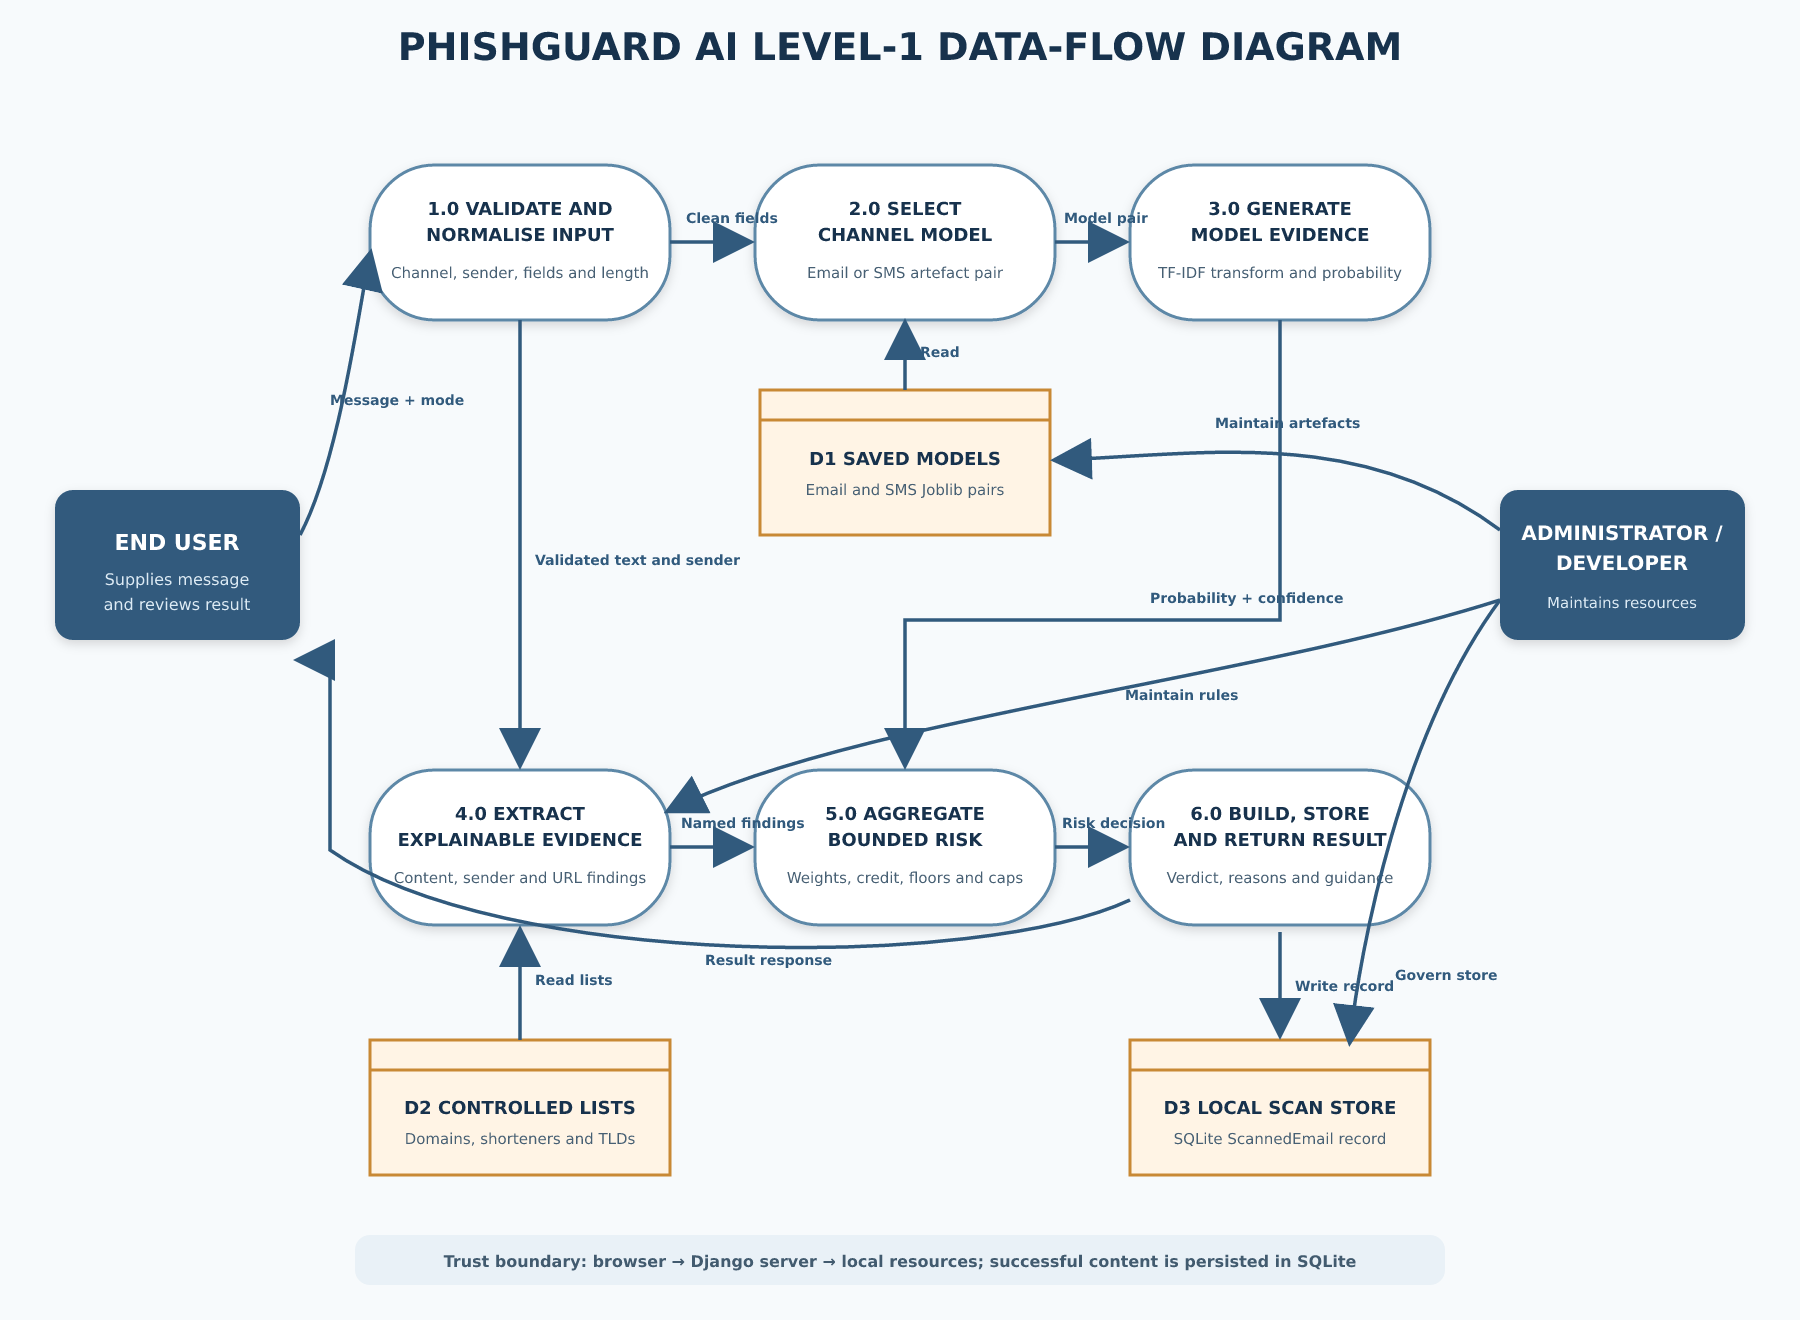 PHISHGUARD AI LEVEL-1 DATA-FLOW DIAGRAM
1.0 VALIDATE AND
NORMALISE INPUT
Channel, sender, fields and length
Clean fields
2.0 SELECT
CHANNEL MODEL
Email or SMS artefact pair
Model pair
3.0 GENERATE
MODEL EVIDENCE
TF-IDF transform and probability
Read
Message + mode
D1 SAVED MODELS
Email and SMS Joblib pairs
Maintain artefacts
END USER
Supplies message
and reviews result
Validated text and sender
Probability + confidence
ADMINISTRATOR /
DEVELOPER
Maintains resources
Maintain rules
4.0 EXTRACT
EXPLAINABLE EVIDENCE
Content, sender and URL findings
Named findings
5.0 AGGREGATE
BOUNDED RISK
Weights, credit, floors and caps
Risk decision
6.0 BUILD, STORE
AND RETURN RESULT
Verdict, reasons and guidance
Result response
Read lists
Write record
Govern store
D2 CONTROLLED LISTS
Domains, shorteners and TLDs
D3 LOCAL SCAN STORE
SQLite ScannedEmail record
Trust boundary: browser → Django server → local resources; successful content is persisted in SQLite